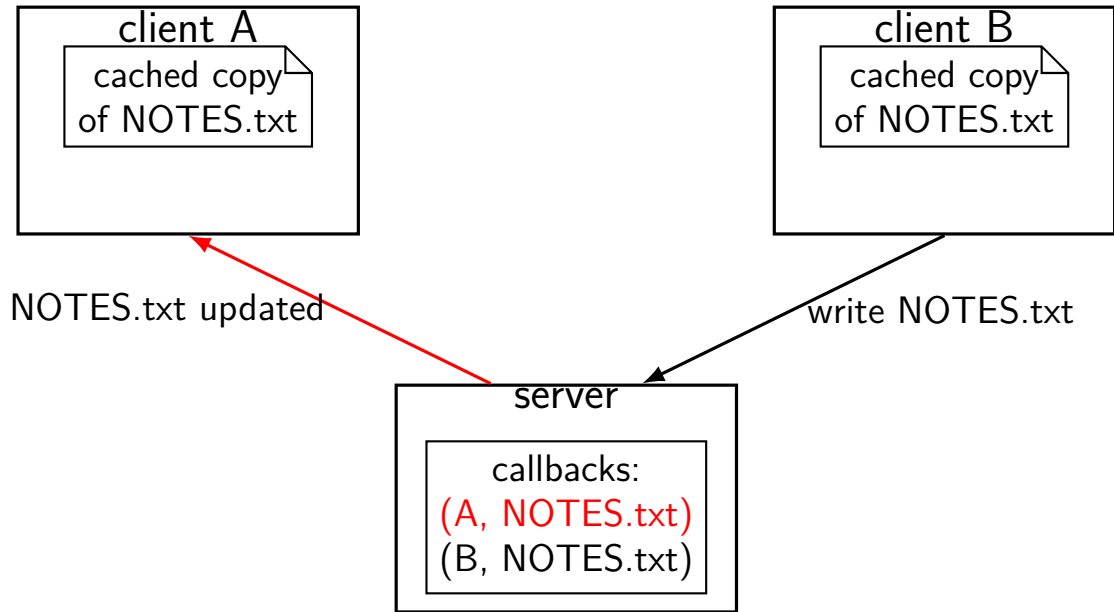 client A
cached copy
of NOTES.txt
client B
cached copy
of NOTES.txt
NOTES.txt updated
write NOTES.txt
server
callbacks:
(A, NOTES.txt)
(B, NOTES.txt)